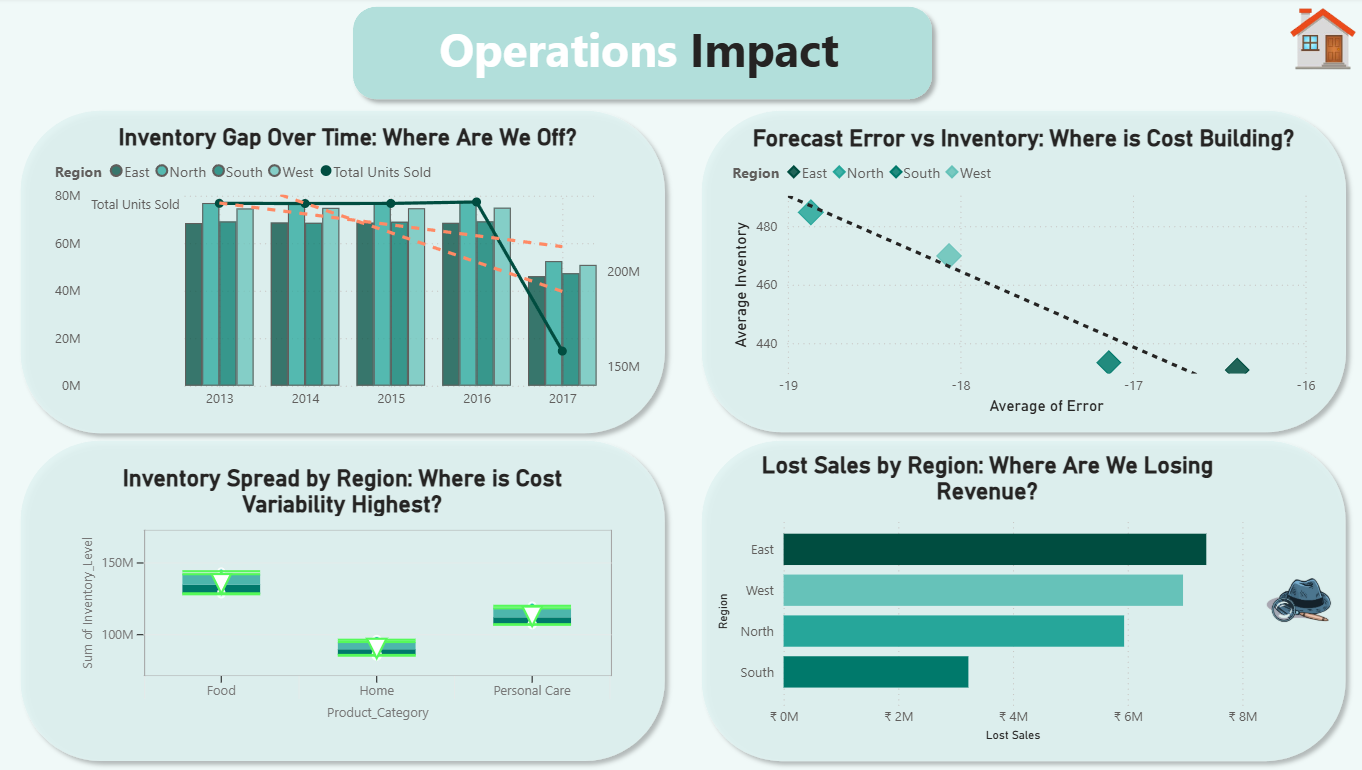 Operations Impact
Inventory Gap Over Time: Where Are We Off?
Region East North South West Total Units Sold
80M
Total Units Sold
60M
40M
20M
0M
200M
150M
2013 2014 2015 2016 2017
Forecast Error vs Inventory: Where is Cost Building?
Region East North South West
Average Inventory
480
460
440
-19 -18 -17 -16
Average of Error
Inventory Spread by Region: Where is Cost
Variability Highest?
Sum of Inventory_Level
150M
100M
Food Home Personal Care
Product_Category
Lost Sales by Region: Where Are We Losing
Revenue?
Region
East
West
North
South
₹ 0M ₹ 2M ₹ 4M ₹ 6M ₹ 8M
Lost Sales